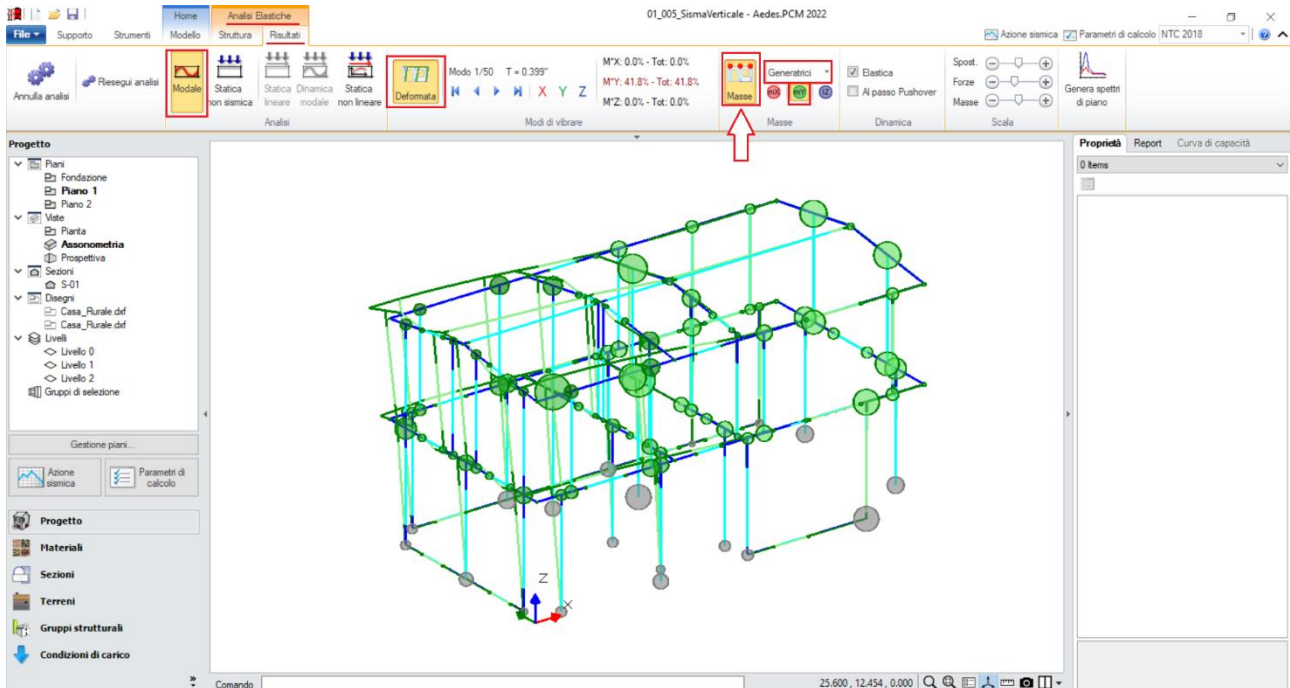 01_005_SismaVerticale - Aedes.PCM 2022
Home
Analisi Elastiche
File
Supporto
Strumenti
Modello
Struttura
Risultati
Azione sismica
Parametri di calcolo
NTC 2018
Annulla analisi
Riesegui analisi
Modale
Statica
non sismica
Statica
lineare
Dinamica
modale
Statica
non lineare
Analisi
Deformata
Modo 1/50 T = 0.399"
X Y Z
M*X: 0.0% - Tot: 0.0%
M*Y: 41.8% - Tot: 41.8%
M*Z: 0.0% - Tot: 0.0%
Modi di vibrare
Masse
Generatrici
mX
mY
IZ
Masse
Elastica
Al passo Pushover
Dinamica
Spost.
Forze
Masse
Scala
Genera spettri
di piano
Progetto
Piani
Fondazione
Piano 1
Piano 2
Viste
Pianta
Assonometria
Prospettiva
Sezioni
S-01
Disegni
Casa_Rurale.dxf
Casa_Rurale.dxf
Livelli
Livello 0
Livello 1
Livello 2
Gruppi di selezione
Gestione piani...
Azione
sismica
Parametri di
calcolo
Progetto
Materiali
Sezioni
Terreni
Gruppi strutturali
Condizioni di carico
Z
X
Proprietà
Report
Curva di capacità
0 Items
Comando
25.600 , 12.454 , 0.000